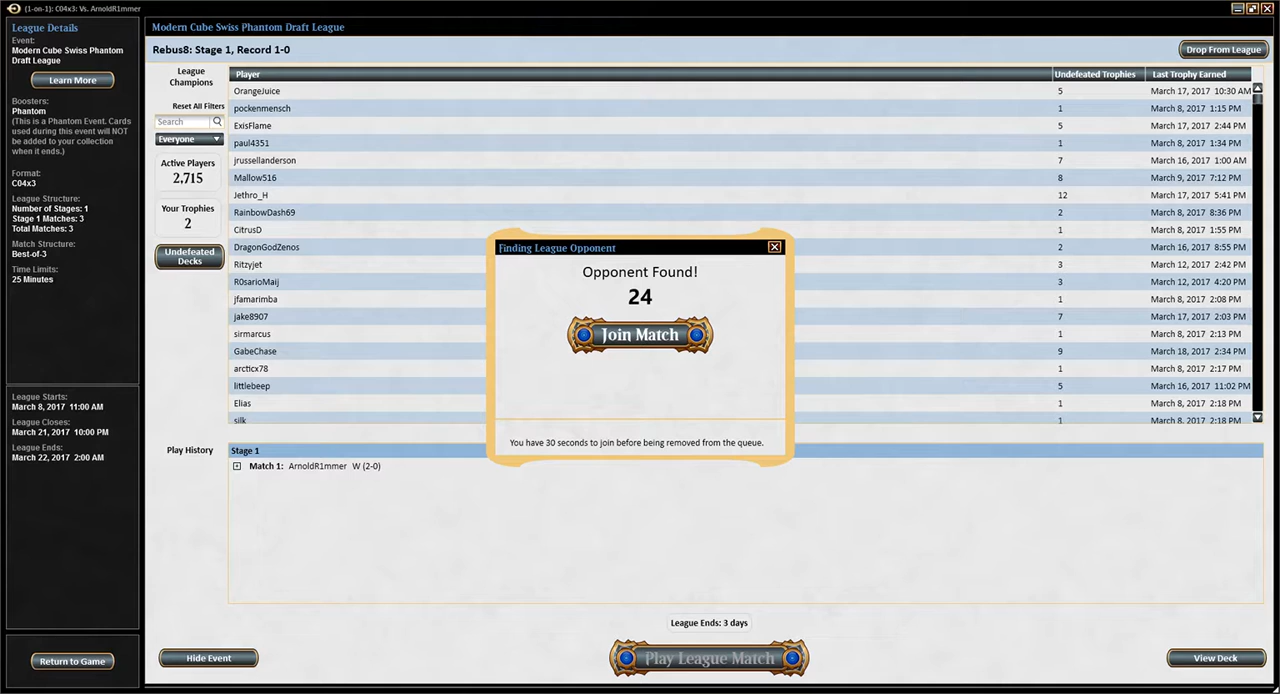 (1-on-1): C04x3: Vs. ArnoldR1mmer
League Details
Event:
Modern Cube Swiss Phantom
Draft League
Learn More
Boosters:
Phantom
(This is a Phantom Event. Cards
used during this event will NOT
be added to your collection
when it ends.)
Format:
C04x3
League Structure:
Number of Stages: 1
Stage 1 Matches: 3
Total Matches: 3
Match Structure:
Best-of-3
Time Limits:
25 Minutes
League Starts:
March 8, 2017 11:00 AM
League Closes:
March 21, 2017 10:00 PM
League Ends:
March 22, 2017 2:00 AM
Return to Game
Modern Cube Swiss Phantom Draft League
Rebus8: Stage 1, Record 1-0
Drop From League
League
Champions
Reset All Filters
Search
Everyone
Active Players
2,715
Your Trophies
2
Undefeated
Decks
Player Undefeated Trophies Last Trophy Earned
OrangeJuice 5 March 17, 2017 10:30 AM
pockenmensch 1 March 8, 2017 1:15 PM
ExisFlame 5 March 17, 2017 2:44 PM
paul4351 1 March 8, 2017 1:34 PM
jrussellanderson 7 March 16, 2017 1:00 AM
Mallow516 8 March 9, 2017 7:12 PM
Jethro_H 12 March 17, 2017 5:41 PM
RainbowDash69 2 March 8, 2017 8:36 PM
CitrusD 1 March 8, 2017 1:55 PM
DragonGodZenos 2 March 16, 2017 8:55 PM
Ritzyjet 3 March 12, 2017 2:42 PM
R0sarioMaij 3 March 12, 2017 4:20 PM
jfamarimba 1 March 8, 2017 2:08 PM
jake8907 7 March 17, 2017 2:03 PM
sirmarcus 1 March 8, 2017 2:13 PM
GabeChase 9 March 18, 2017 2:34 PM
arcticx78 1 March 8, 2017 2:17 PM
littlebeep 5 March 16, 2017 11:02 PM
Elias 1 March 8, 2017 2:18 PM
silk 1 March 8, 2017 2:18 PM
Finding League Opponent
Opponent Found!
24
Join Match
You have 30 seconds to join before being removed from the queue.
Play History
Stage 1
Match 1: ArnoldR1mmer W (2-0)
League Ends: 3 days
Hide Event
Play League Match
View Deck